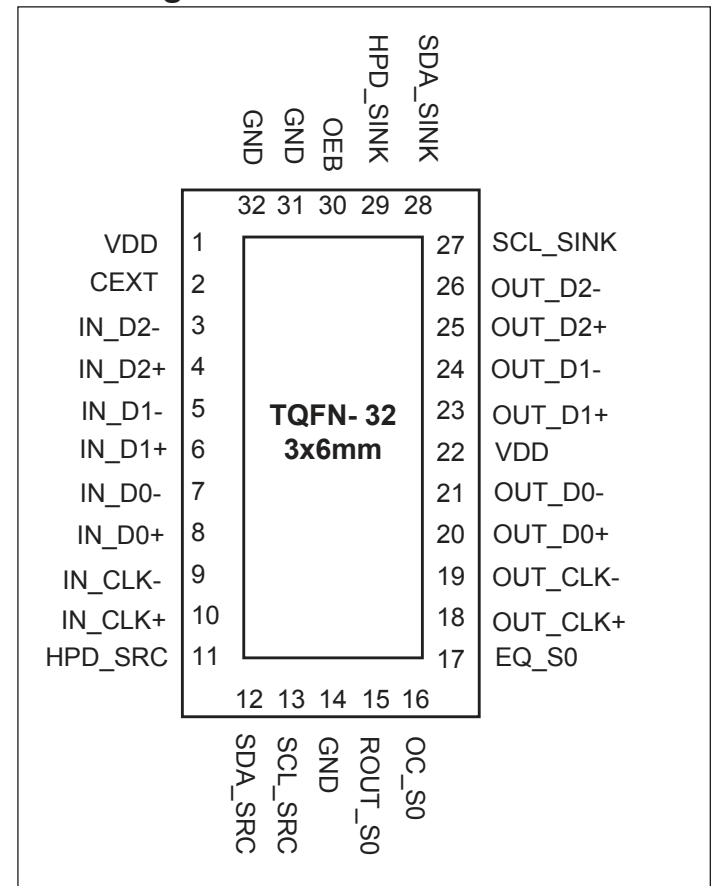 GND GND OEB HPD_SINK SDA_SINK
32 31 30 29 28
VDD 1 27 SCL_SINK
CEXT 2 26 OUT_D2-
IN_D2- 3 25 OUT_D2+
IN_D2+ 4 24 OUT_D1-
IN_D1- 5 TQFN- 32 23 OUT_D1+
IN_D1+ 6 3x6mm 22 VDD
IN_D0- 7 21 OUT_D0-
IN_D0+ 8 20 OUT_D0+
IN_CLK- 9 19 OUT_CLK-
IN_CLK+ 10 18 OUT_CLK+
HPD_SRC 11 17 EQ_S0
12 13 14 15 16
SDA_SRC SCL_SRC GND ROUT_S0 OC_S0